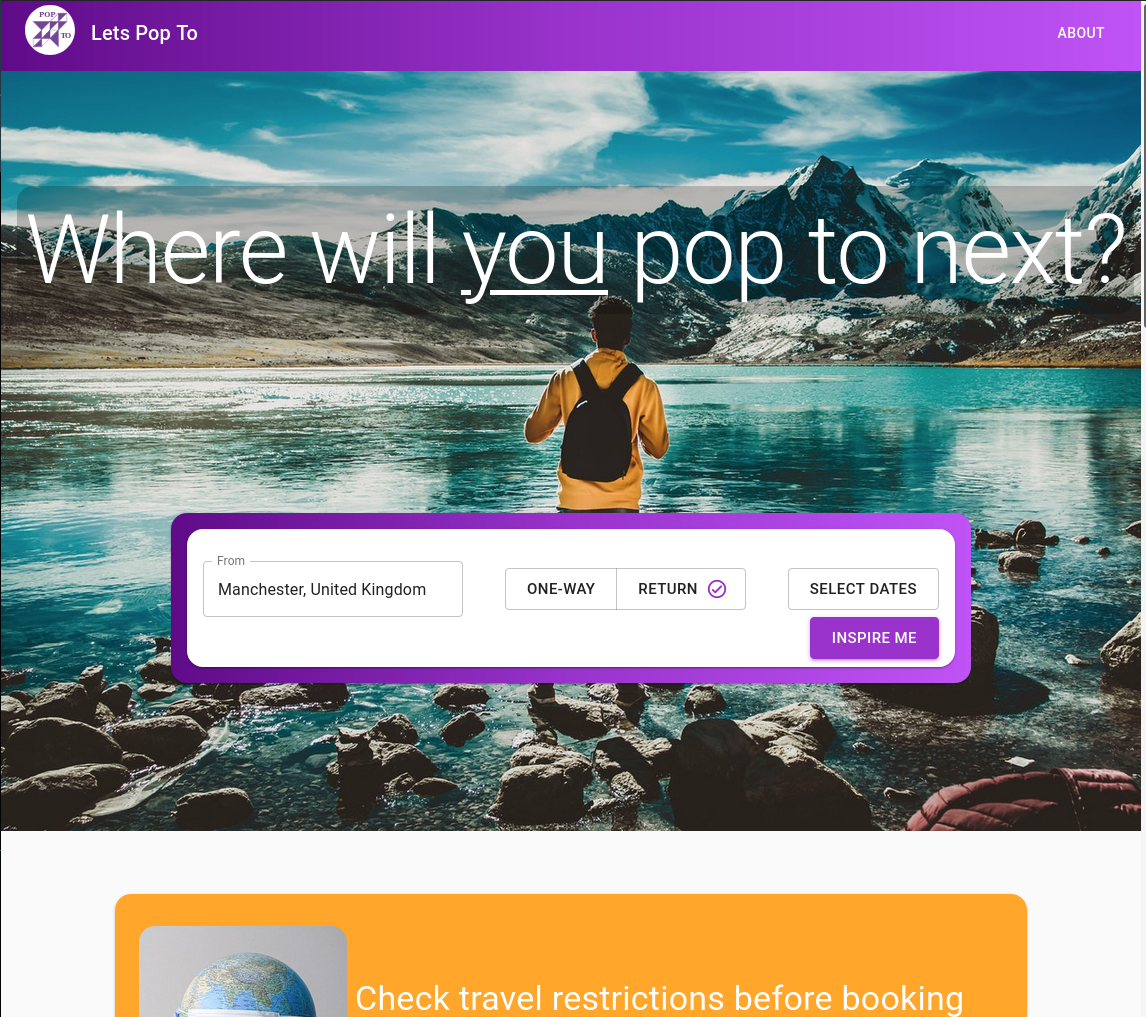 POP
TO
Lets Pop To
ABOUT
Where will you pop to next?
From
Manchester, United Kingdom
ONE-WAY
RETURN
SELECT DATES
INSPIRE ME
Check travel restrictions before booking